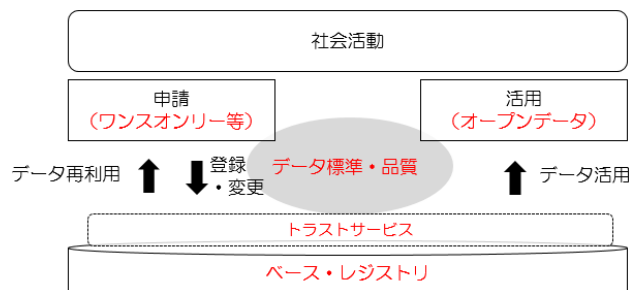 社会活動
申請
（ワンスオンリー等）
活用
（オープンデータ）
データ再利用
登録
・変更
データ標準・品質
データ活用
トラストサービス
ベース・レジストリ